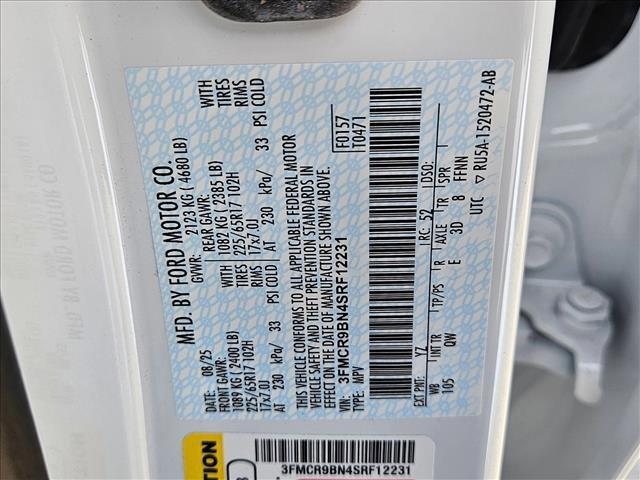 MFD. BY FORD MOTOR CO.
08/25 GVWR: 2123 KG ( 4680 LB)
FRONT GAWR: REAR GAWR:
1089 KG ( 2400 LB) 1082 KG ( 2385 LB)
225/65R17 102H TIRES 225/65R17 102H TIRES
17x7.0J RIMS 17x7.0J RIMS
AT 230 kPa/ 33 PSI COLD AT 230 kPa/ 33 PSI COLD
THIS VEHICLE CONFORMS TO ALL APPLICABLE FEDERAL MOTOR
VEHICLE SAFETY AND THEFT PREVENTION STANDARDS IN
EFFECT ON THE DATE OF MANUFACTURE SHOWN ABOVE.
VIN: 3FMCR9BN4SRF12231 F0157
TYPE: MPV T0471
EXT PNT: YZ RC: 52 DSO:
WB INT TR TP/PS R AXLE TR SPR
105 QW E 3D 8 FFNN
UTC ▽ RU5A-1520472-AB
3FMCR9BN4SRF12231